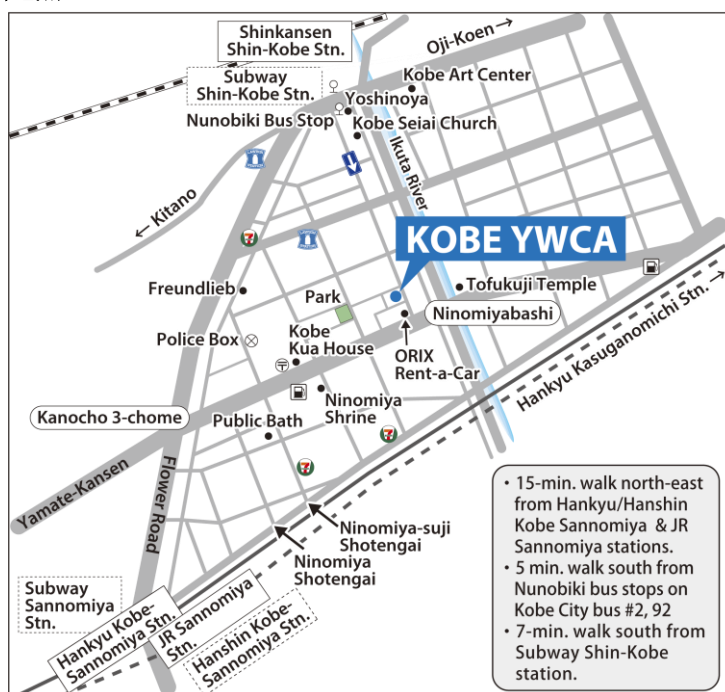 Shinkansen
Shin-Kobe Stn.
Oji-Koen →
Subway
Shin-Kobe Stn.
Kobe Art Center
Yoshinoya
Nunobiki Bus Stop
Kobe Seiai Church
Ikuta River
← Kitano
LAWSON
7
LAWSON
KOBE YWCA
Freundlieb
Park
Tofukuji Temple
Ninomiyabashi
Police Box
Kobe
Kua House
〒
ORIX
Rent-a-Car
Hankyu Kasuganomichi Stn. →
Kanocho 3-chome
Ninomiya
Shrine
Public Bath
7
7
Yamate-Kansen
Flower Road
Ninomiya-suji
Shotengai
Ninomiya
Shotengai
Subway
Sannomiya
Stn.
Hankyu Kobe-
Sannomiya Stn.
JR Sannomiya
Stn.
Hanshin Kobe-
Sannomiya Stn.
• 15-min. walk north-east
from Hankyu/Hanshin
Kobe Sannomiya & JR
Sannomiya stations.
• 5 min. walk south from
Nunobiki bus stops on
Kobe City bus #2, 92
• 7-min. walk south from
Subway Shin-Kobe
station.